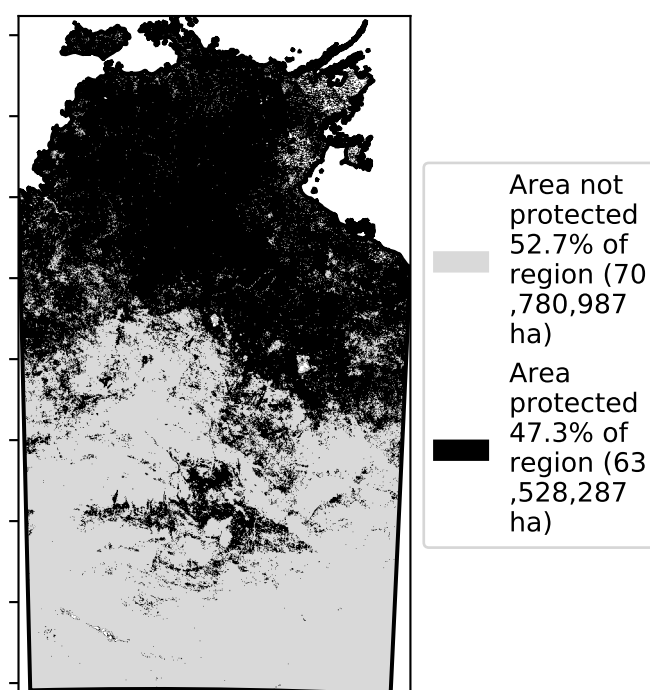 Area not
protected
52.7% of
region (70
,780,987
ha)
Area
protected
47.3% of
region (63
,528,287
ha)